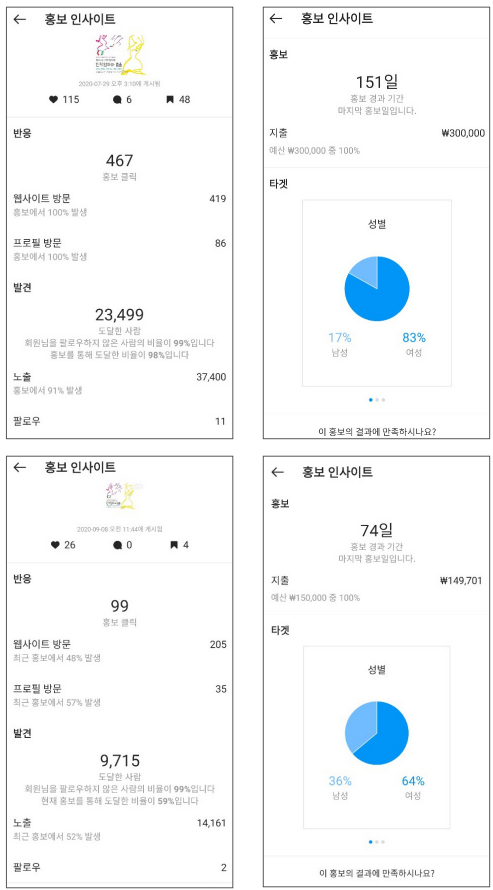 ← 홍보 인사이트
2020-07-29 오후 3:10에 게시됨
115 6 48
반응
467
홍보 클릭
웹사이트 방문 419
홍보에서 100% 발생
프로필 방문 86
홍보에서 100% 발생
발견
23,499
도달한 사람
회원님을 팔로우하지 않은 사람의 비율이 99%입니다
홍보를 통해 도달한 비율이 98%입니다
노출 37,400
홍보에서 91% 발생
팔로우 11
← 홍보 인사이트
홍보
151일
홍보 경과 기간
마지막 홍보일입니다.
지출 ₩300,000
예산 ₩300,000 중 100%
타겟
성별
17% 83%
남성 여성
이 홍보의 결과에 만족하시나요?
← 홍보 인사이트
2020-09-08 오전 11:44에 게시됨
26 0 4
반응
99
홍보 클릭
웹사이트 방문 205
최근 홍보에서 48% 발생
프로필 방문 35
최근 홍보에서 57% 발생
발견
9,715
도달한 사람
회원님을 팔로우하지 않은 사람의 비율이 99%입니다
현재 홍보를 통해 도달한 비율이 59%입니다
노출 14,161
최근 홍보에서 52% 발생
팔로우 2
← 홍보 인사이트
홍보
74일
홍보 경과 기간
마지막 홍보일입니다.
지출 ₩149,701
예산 ₩150,000 중 100%
타겟
성별
36% 64%
남성 여성
이 홍보의 결과에 만족하시나요?